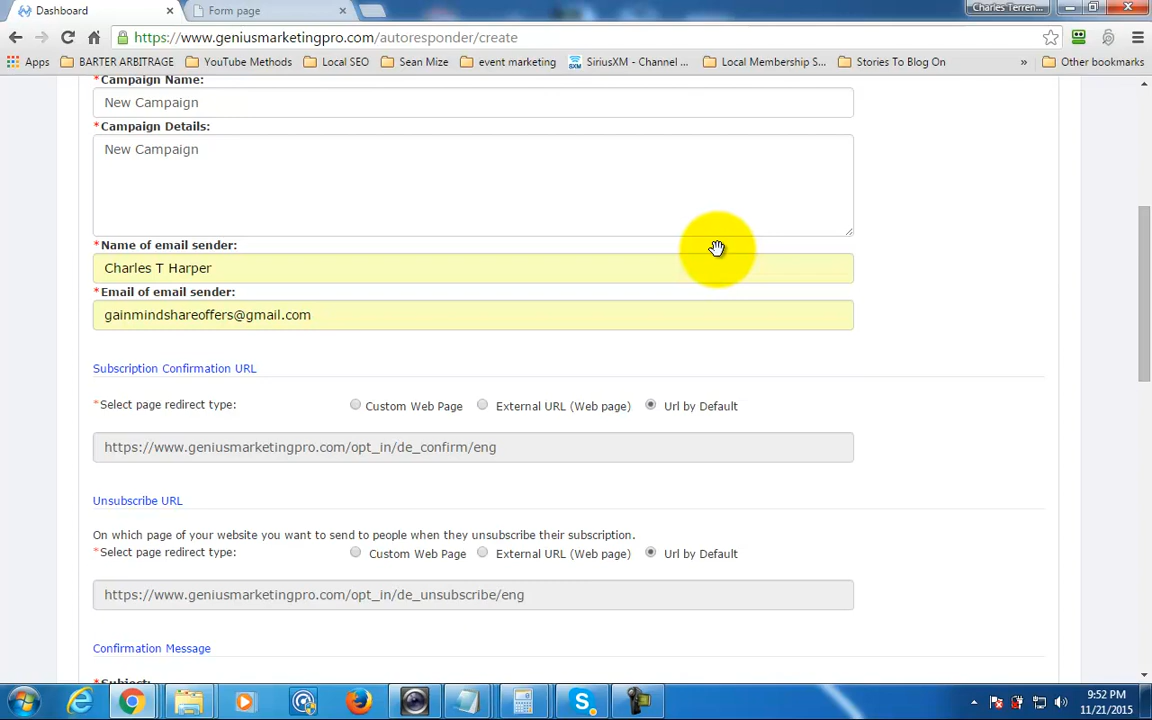 Dashboard
Form page
Charles Terren...
https://www.geniusmarketingpro.com/autoresponder/create
Apps BARTER ARBITRAGE YouTube Methods Local SEO Sean Mize event marketing SiriusXM - Channel ... Local Membership S... Stories To Blog On » Other bookmarks
*Campaign Name:
New Campaign
*Campaign Details:
New Campaign
*Name of email sender:
Charles T Harper
*Email of email sender:
gainmindshareoffers@gmail.com
Subscription Confirmation URL
*Select page redirect type: Custom Web Page External URL (Web page) Url by Default
https://www.geniusmarketingpro.com/opt_in/de_confirm/eng
Unsubscribe URL
On which page of your website you want to send to people when they unsubscribe their subscription.
*Select page redirect type: Custom Web Page External URL (Web page) Url by Default
https://www.geniusmarketingpro.com/opt_in/de_unsubscribe/eng
Confirmation Message
*Subject:
9:52 PM
11/21/2015